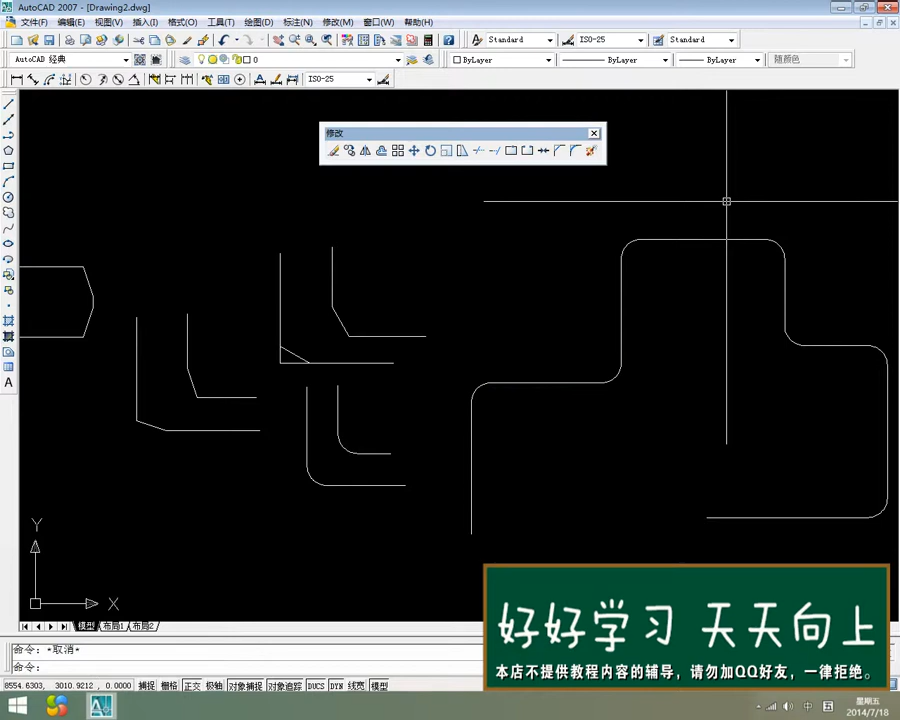 AutoCAD 2007 - [Drawing2.dwg]
文件(F) 编辑(E) 视图(V) 插入(I) 格式(O) 工具(T) 绘图(D) 标注(N) 修改(M) 窗口(W) 帮助(H)
Standard ISO-25 Standard
AutoCAD 经典 0 ByLayer ByLayer ByLayer 随颜色
ISO-25
修改
A
Y
X
模型 布局1 布局2
好好学习 天天向上
本店不提供教程内容的辅导，请勿加QQ好友，一律拒绝。
命令: *取消*
命令:
8554.6303, 3010.9212 , 0.0000 捕捉 栅格 正交 极轴 对象捕捉 对象追踪 DUCS DYN 线宽 模型
中 五
星期五
2014/7/18